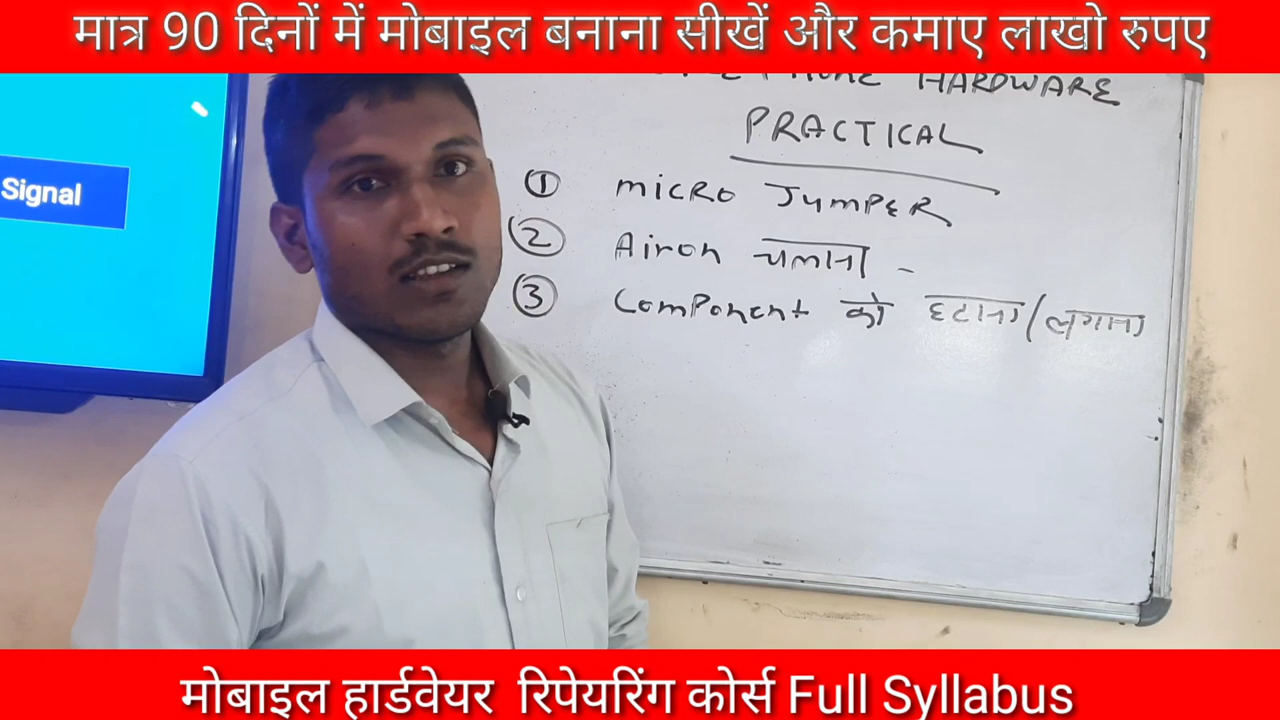 मात्र 90 दिनों में मोबाइल बनाना सीखें और कमाए लाखो रुपए
HARDWARE
PRACTICAL
① MICRO JUMPER
② Airon चलाना -
③ Component को हटाना/लगाना
Signal
मोबाइल हार्डवेयर रिपेयरिंग कोर्स Full Syllabus